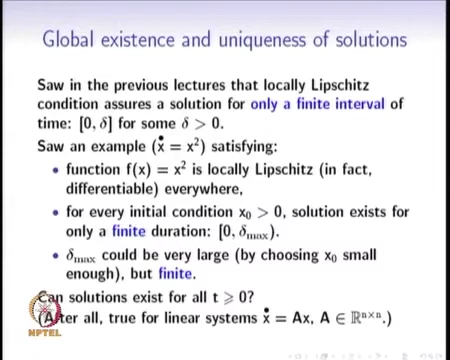 Global existence and uniqueness of solutions
Saw in the previous lectures that locally Lipschitz
condition assures a solution for only a finite interval of
time: [0, δ] for some δ > 0.
Saw an example (ẋ = x²) satisfying:
• function f(x) = x² is locally Lipschitz (in fact,
differentiable) everywhere,
• for every initial condition x₀ > 0, solution exists for
only a finite duration: [0, δₘₐₓ).
• δₘₐₓ could be very large (by choosing x₀ small
enough), but finite.
Can solutions exist for all t ⩾ 0?
(After all, true for linear systems ẋ = Ax, A ∈ ℝⁿˣⁿ.)
NPTEL